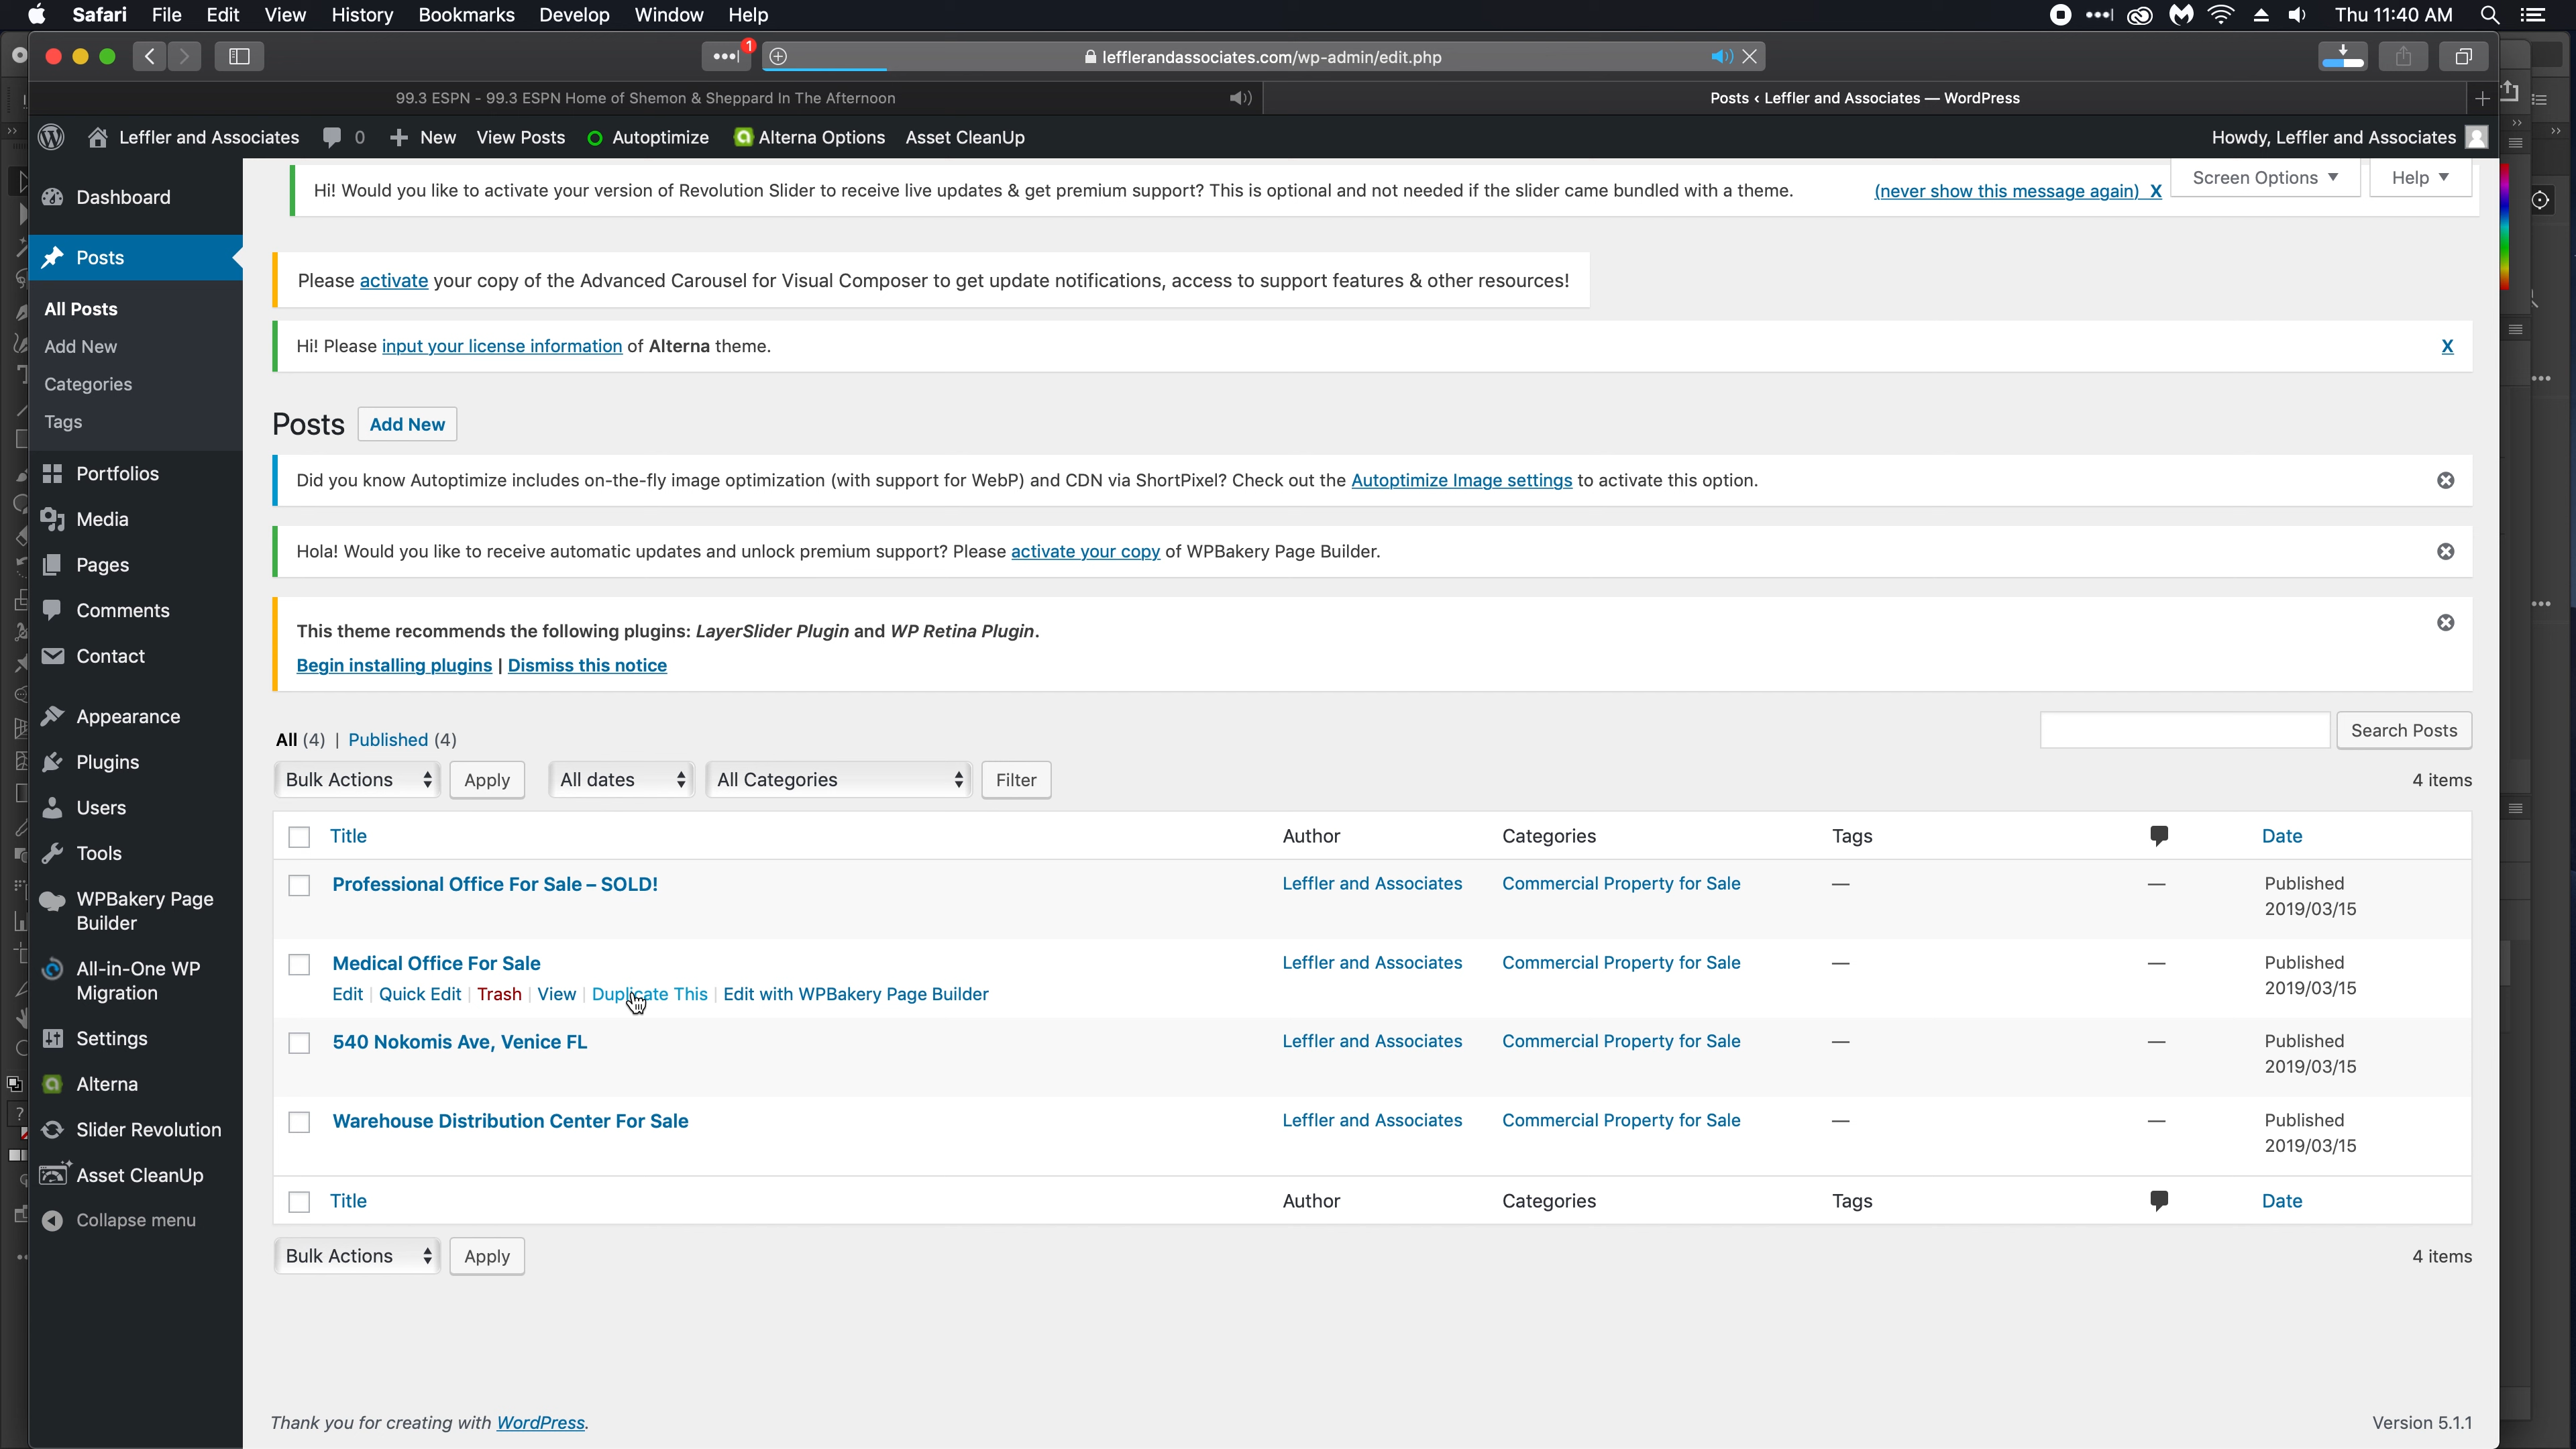 Safari File Edit View History Bookmarks Develop Window Help Thu 11:40 AM
1 lefflerandassociates.com/wp-admin/edit.php
99.3 ESPN - 99.3 ESPN Home of Shemon & Sheppard In The Afternoon Posts ‹ Leffler and Associates — WordPress
Leffler and Associates 0 New View Posts Autoptimize Alterna Options Asset CleanUp Howdy, Leffler and Associates
Hi! Would you like to activate your version of Revolution Slider to receive live updates & get premium support? This is optional and not needed if the slider came bundled with a theme. (never show this message again) X
Screen Options Help
Dashboard
Posts
All Posts
Add New
Categories
Tags
Portfolios
Media
Pages
Comments
Contact
Appearance
Plugins
Users
Tools
WPBakery Page
Builder
All-in-One WP
Migration
Settings
Alterna
Slider Revolution
Asset CleanUp
Collapse menu
Please activate your copy of the Advanced Carousel for Visual Composer to get update notifications, access to support features & other resources!
Hi! Please input your license information of Alterna theme. X
Posts Add New
Did you know Autoptimize includes on-the-fly image optimization (with support for WebP) and CDN via ShortPixel? Check out the Autoptimize Image settings to activate this option.
Hola! Would you like to receive automatic updates and unlock premium support? Please activate your copy of WPBakery Page Builder.
This theme recommends the following plugins: LayerSlider Plugin and WP Retina Plugin.
Begin installing plugins | Dismiss this notice
All (4) | Published (4) Search Posts
Bulk Actions Apply All dates All Categories Filter 4 items
Title Author Categories Tags Date
Professional Office For Sale – SOLD! Leffler and Associates Commercial Property for Sale — — Published
2019/03/15
Medical Office For Sale Leffler and Associates Commercial Property for Sale — — Published
Edit | Quick Edit | Trash | View | Duplicate This | Edit with WPBakery Page Builder 2019/03/15
540 Nokomis Ave, Venice FL Leffler and Associates Commercial Property for Sale — — Published
2019/03/15
Warehouse Distribution Center For Sale Leffler and Associates Commercial Property for Sale — — Published
2019/03/15
Title Author Categories Tags Date
Bulk Actions Apply 4 items
Thank you for creating with WordPress. Version 5.1.1